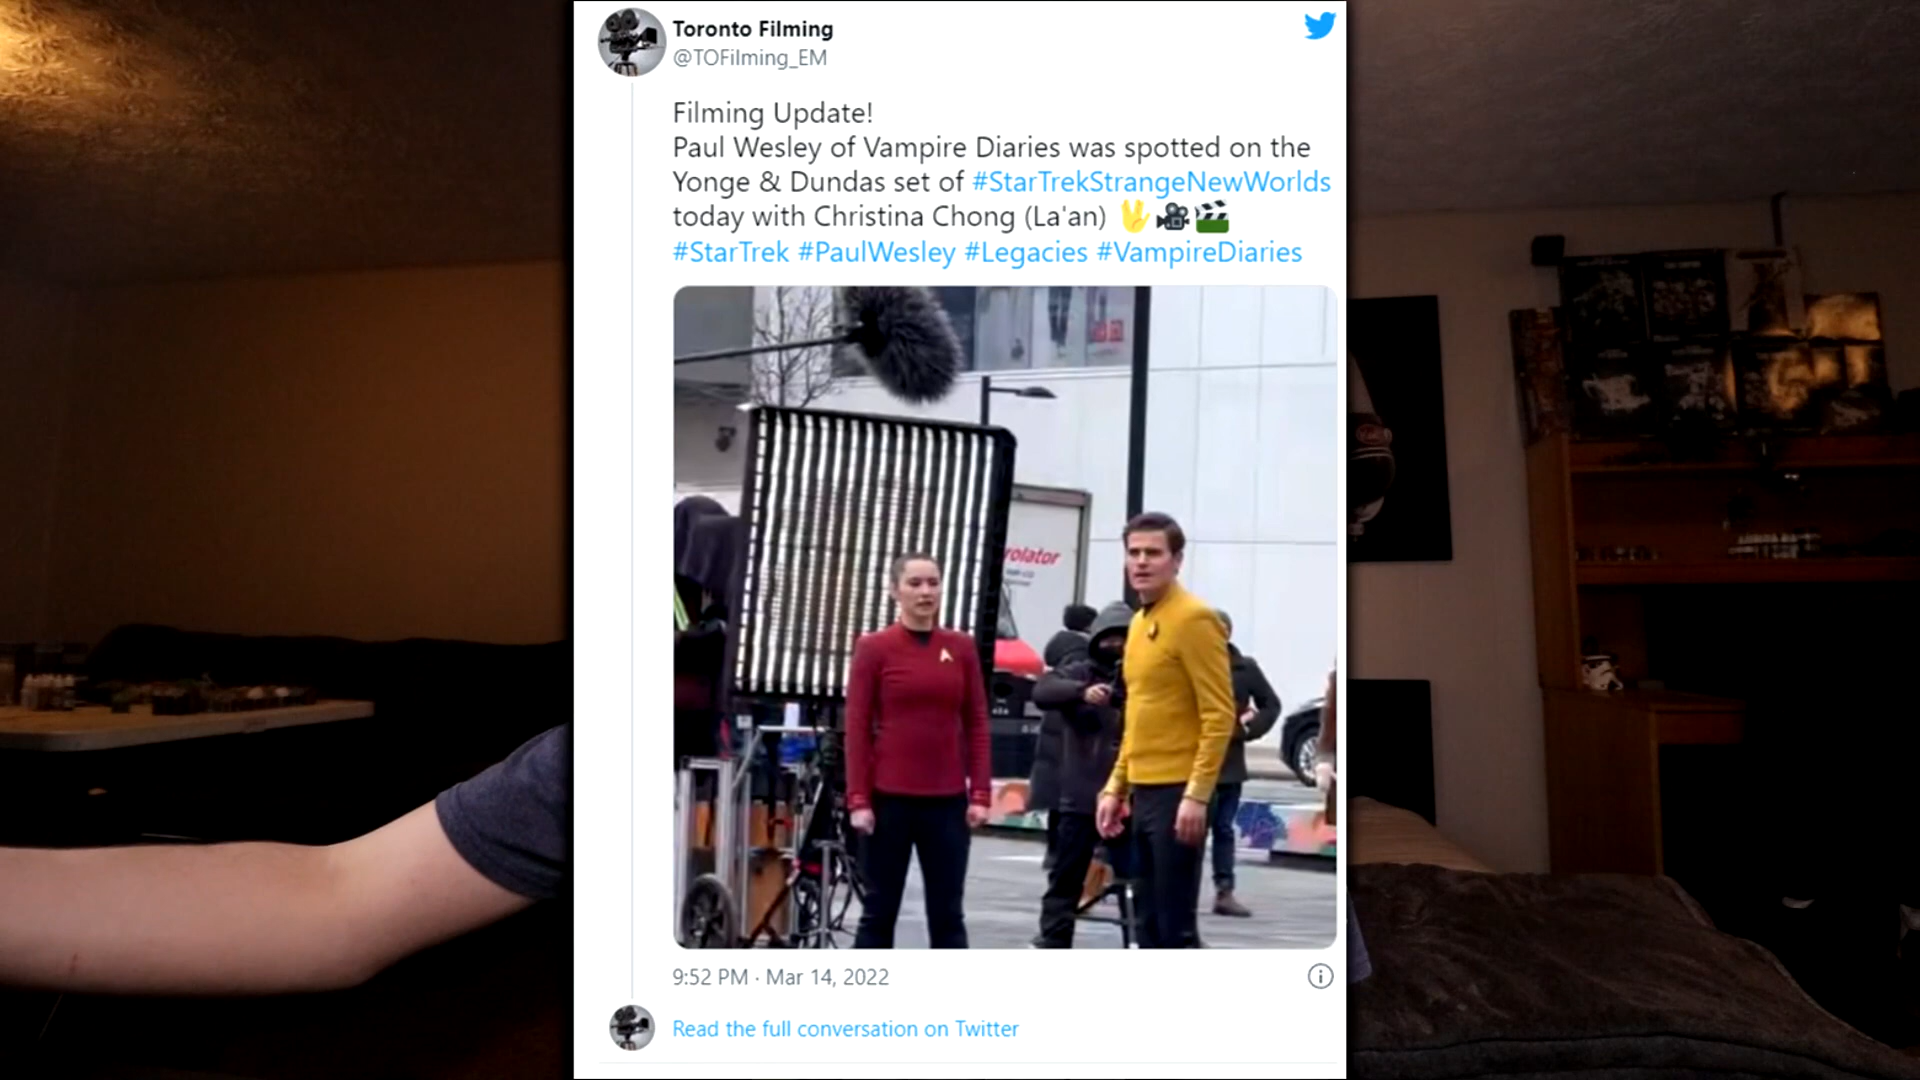 Toronto Filming
@TOFilming_EM
Filming Update!
Paul Wesley of Vampire Diaries was spotted on the
Yonge & Dundas set of #StarTrekStrangeNewWorlds
today with Christina Chong (La'an) 🖖🎥🎬
#StarTrek #PaulWesley #Legacies #VampireDiaries
rolator
9:52 PM · Mar 14, 2022
Read the full conversation on Twitter